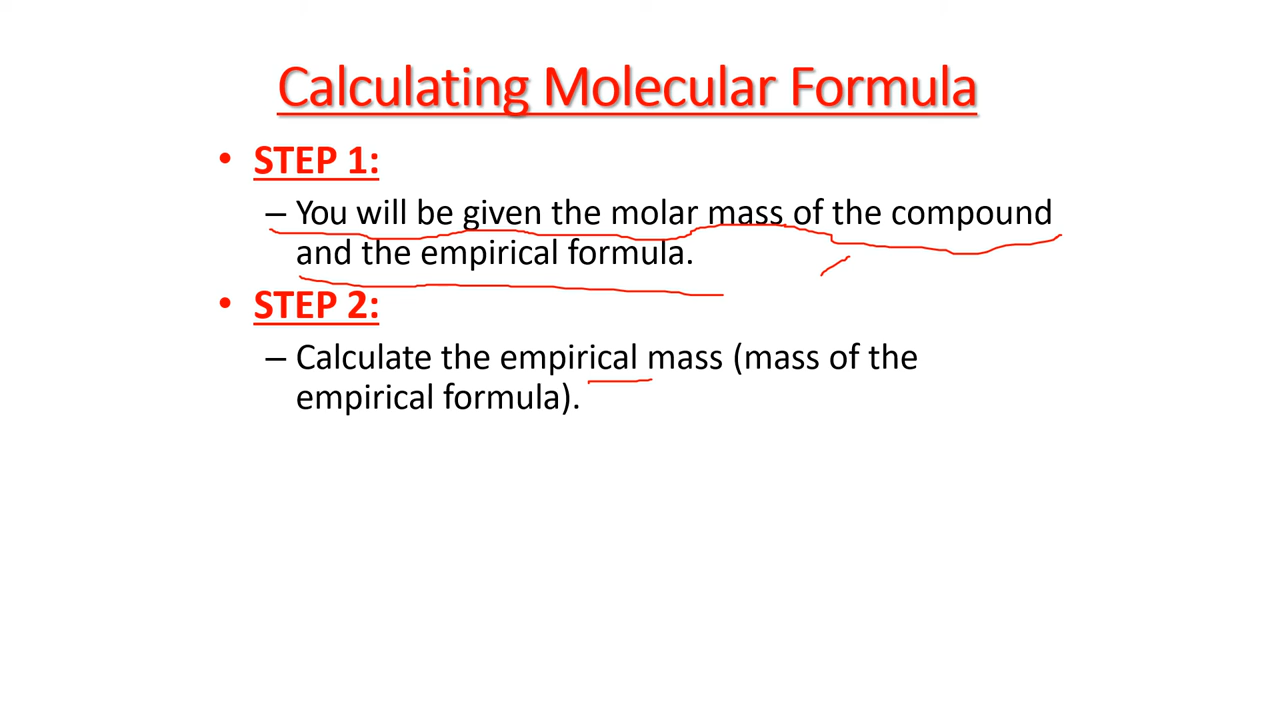 Calculating Molecular Formula
• STEP 1:
– You will be given the molar mass of the compound
and the empirical formula.
• STEP 2:
– Calculate the empirical mass (mass of the
empirical formula).